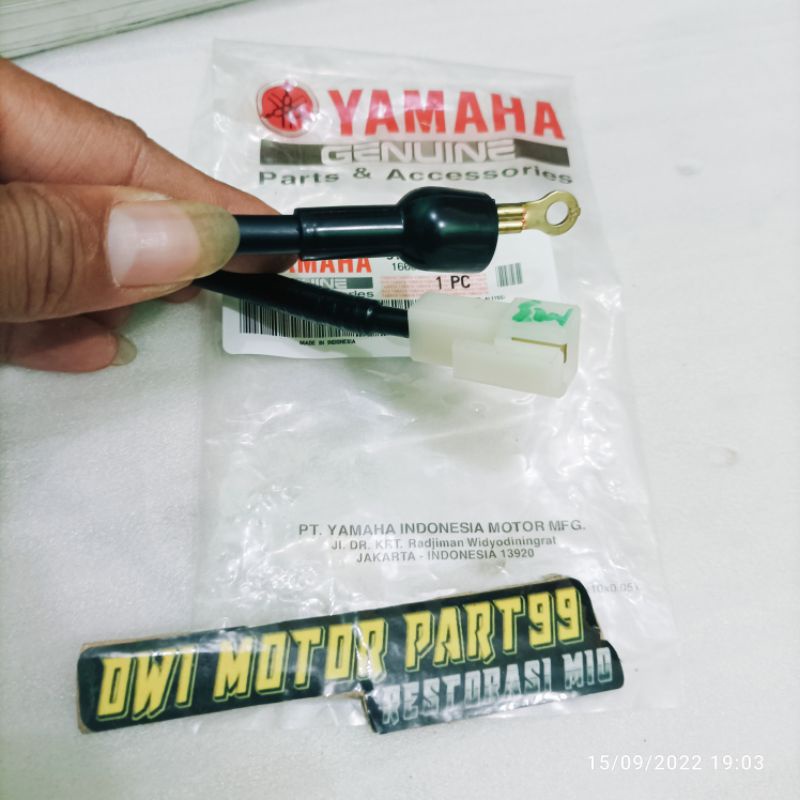 YAMAHA
GENUINE
Parts & Accessories
YAMAHA
1 PC
MADE IN INDONESIA
PT. YAMAHA INDONESIA MOTOR MFG.
Jl. DR. KRT. Radjiman Widyodiningrat
JAKARTA - INDONESIA 13920
DWI MOTOR PART99
RESTORASI MIO
15/09/2022 19:03